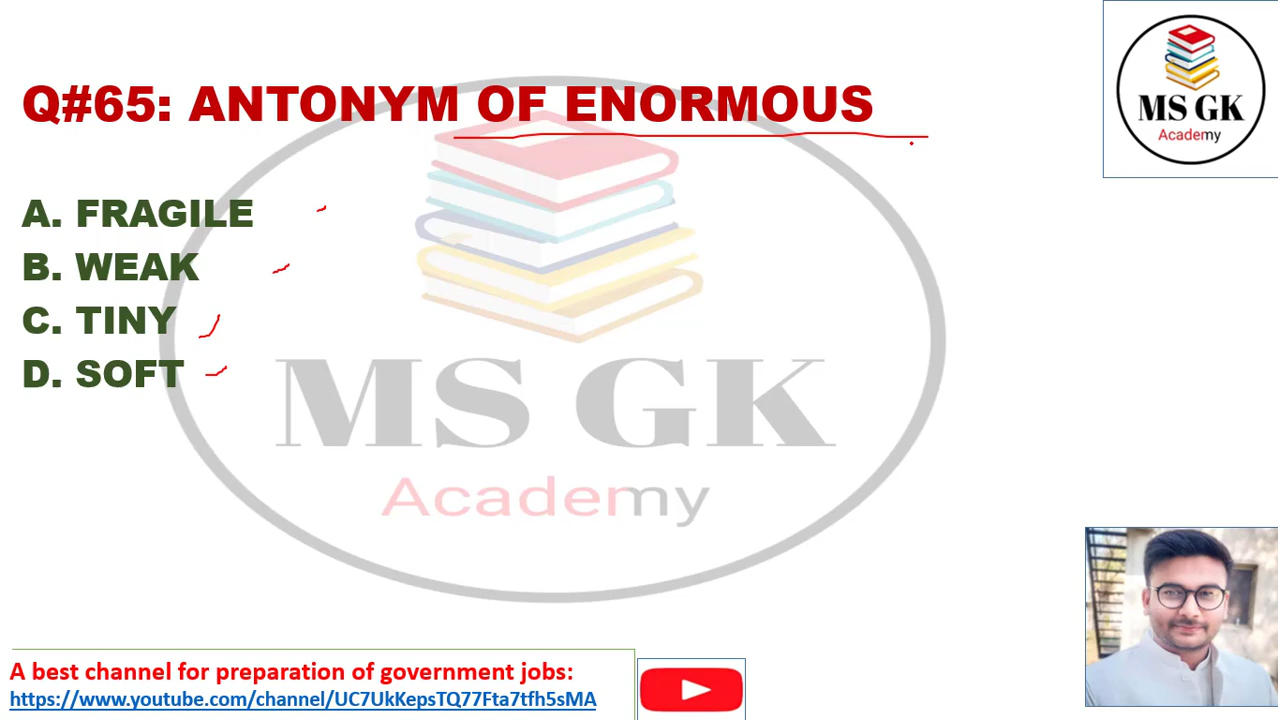 Q#65: ANTONYM OF ENORMOUS
A. FRAGILE
B. WEAK
C. TINY
D. SOFT
MS GK
Academy
MS GK
Academy
A best channel for preparation of government jobs:
https://www.youtube.com/channel/UC7UkKepsTQ77Fta7tfh5sMA